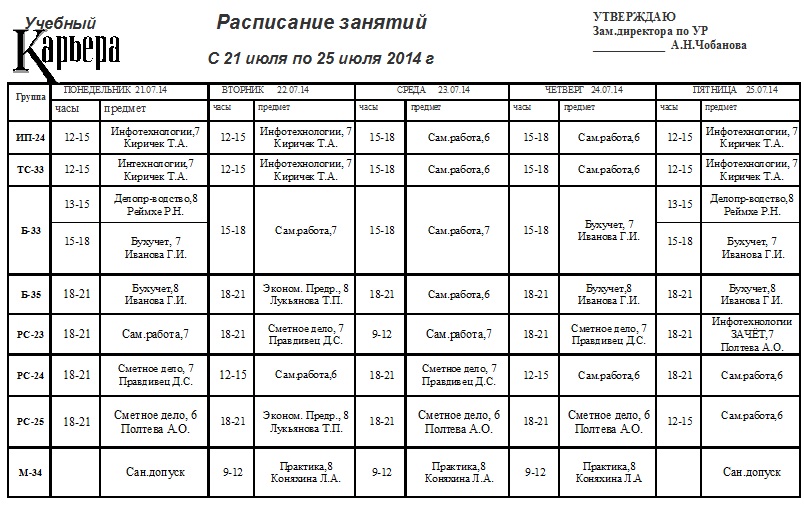 Учебный
Карьера
Расписание занятий
С 21 июля по 25 июля 2014 г
УТВЕРЖДАЮ
Зам.директора по УР
____________ А.Н.Чобанова
Группа ПОНЕДЕЛЬНИК 21.07.14 ВТОРНИК 22.07.14 СРЕДА 23.07.14 ЧЕТВЕРГ 24.07.14 ПЯТНИЦА 25.07.14
часы предмет часы предмет часы предмет часы предмет часы предмет
ИП-24 12-15 Инфотехнологии,7 12-15 Инфотехнологии, 7 15-18 Сам.работа,6 15-18 Сам.работа,6 12-15 Инфотехнологии, 7
Киричек Т.А. Киричек Т.А. Киричек Т.А.
ТС-33 12-15 Интехнологии,7 12-15 Инфотехнологии, 7 15-18 Сам.работа,6 15-18 Сам.работа,6 12-15 Инфотехнологии, 7
Киричек Т.А. Киричек Т.А. Киричек Т.А.
13-15 Делопр-водство,8 13-15 Делопр-водство,8
Реймхе Р.Н. Реймхе Р.Н.
Б-33 15-18 Бухучет, 7 15-18 Сам.работа,7 15-18 Сам.работа,7 15-18 Бухучет, 7 15-18 Бухучет, 7
Иванова Г.И. Иванова Г.И. Иванова Г.И.
Б-35 18-21 Бухучет,8 18-21 Эконом. Предр., 8 18-21 Сам.работа,6 18-21 Бухучет,8 18-21 Бухучет,8
Иванова Г.И. Лукьянова Т.П. Иванова Г.И. Иванова Г.И.
РС-23 18-21 Сам.работа,6 18-21 Сметное дело, 7 9-12 Сам.работа,7 18-21 Сметное дело, 7 18-21 Инфотехнологии
Правдивец Д.С. Правдивец Д.С. ЗАЧЁТ,7
Полтева А.О.
РС-24 18-21 Сметное дело, 7 12-15 Сам.работа,6 18-21 Сметное дело, 7 12-15 Сам.работа,6 18-21 Сам.работа,6
Правдивец Д.С. Правдивец Д.С.
РС-25 18-21 Сметное дело, 6 18-21 Эконом. Предр., 8 18-21 Сметное дело, 6 18-21 Сметное дело, 6 12-15 Сам.работа,6
Полтева А.О. Лукьянова Т.П. Полтева А.О. Полтева А.О.
М-34 Сан.допуск 9-12 Практика,8 9-12 Практика,8 9-12 Практика,8 Сан.допуск
Коняхина Л.А. Коняхина Л.А. Коняхина Л.А